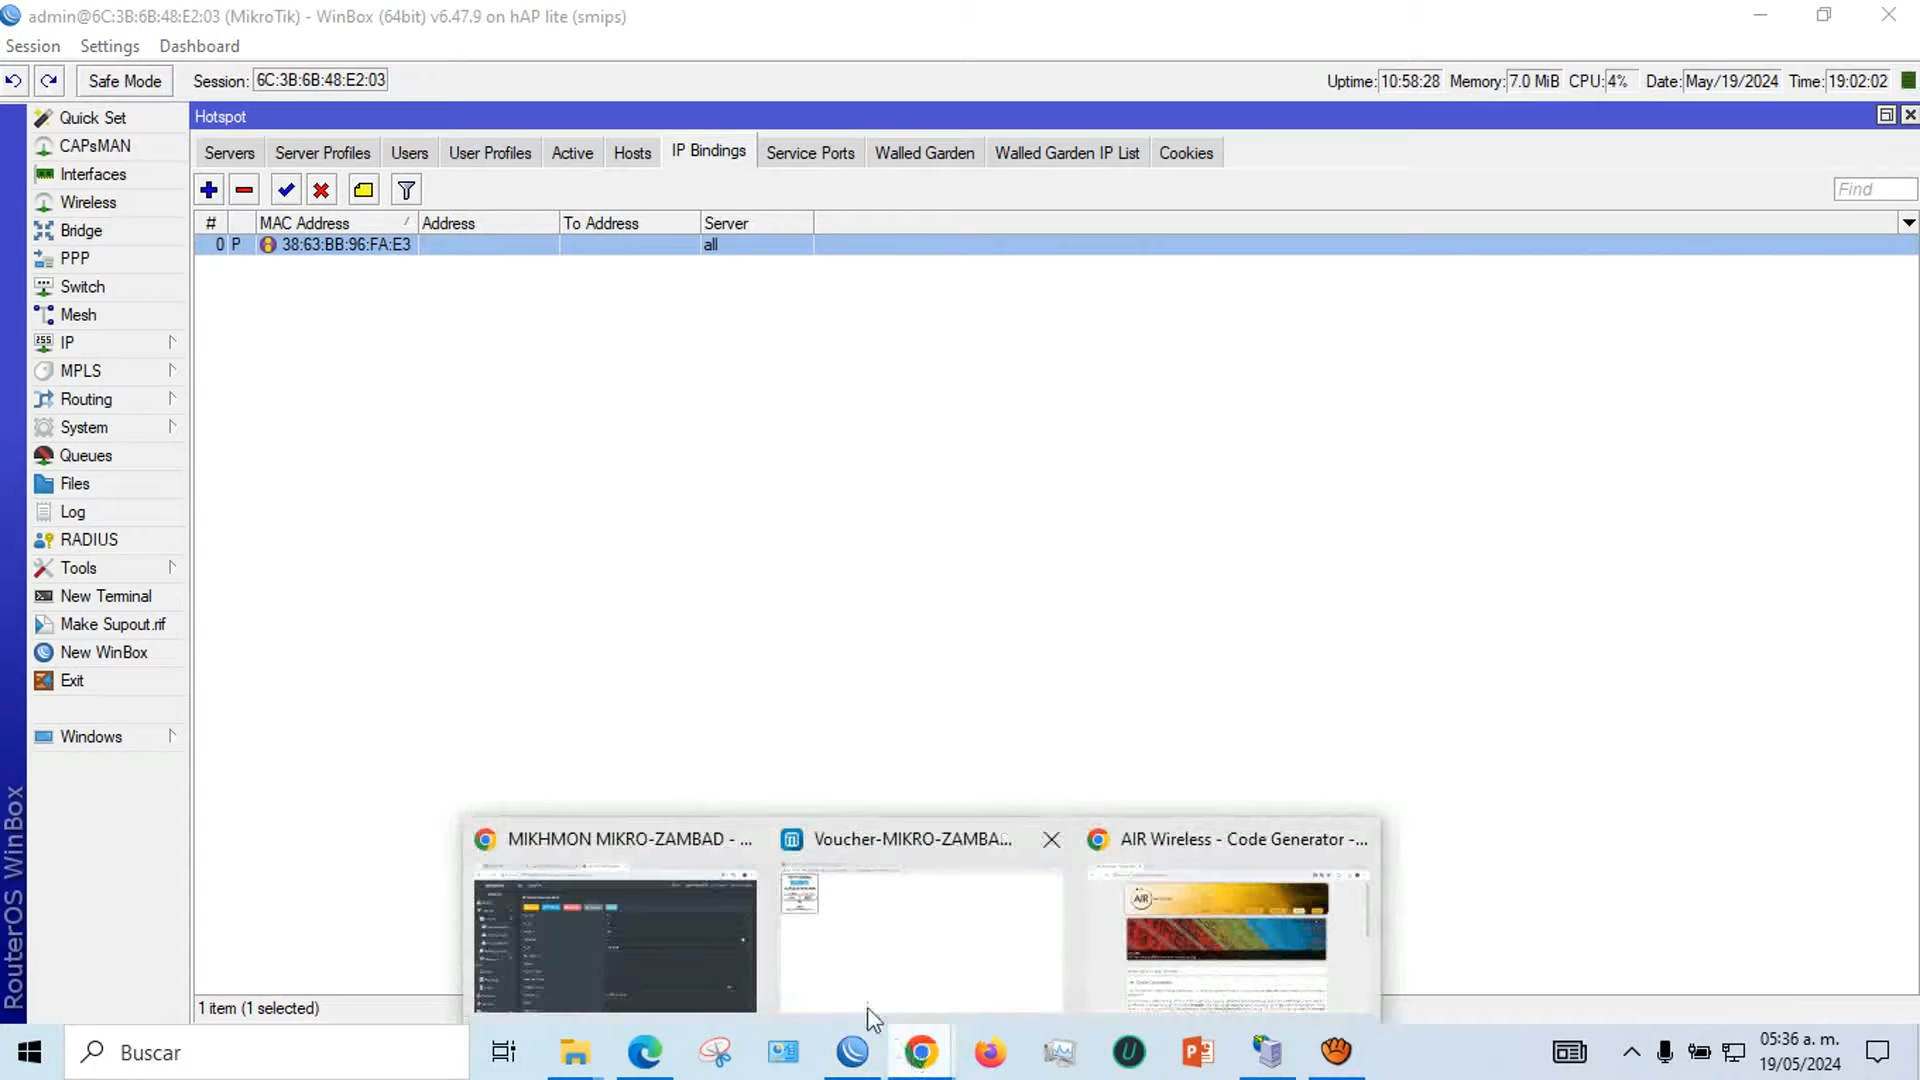 admin@6C:3B:6B:48:E2:03 (MikroTik) - WinBox (64bit) v6.47.9 on hAP lite (smips)
Session Settings Dashboard
Safe Mode Session: 6C:3B:6B:48:E2:03 Uptime: 10:58:28 Memory: 7.0 MiB CPU: 4% Date: May/19/2024 Time: 19:02:02
Hotspot
Servers Server Profiles Users User Profiles Active Hosts IP Bindings Service Ports Walled Garden Walled Garden IP List Cookies
Find
# MAC Address Address To Address Server
0 P 38:63:BB:96:FA:E3 all
Quick Set
CAPsMAN
Interfaces
Wireless
Bridge
PPP
Switch
Mesh
IP
MPLS
Routing
System
Queues
Files
Log
RADIUS
Tools
New Terminal
Make Supout.rif
New WinBox
Exit
Windows
RouterOS WinBox
MIKHMON MIKRO-ZAMBAD - ... Voucher-MIKRO-ZAMBA... AIR Wireless - Code Generator -...
AIR
1 item (1 selected)
Buscar
05:36 a. m.
19/05/2024